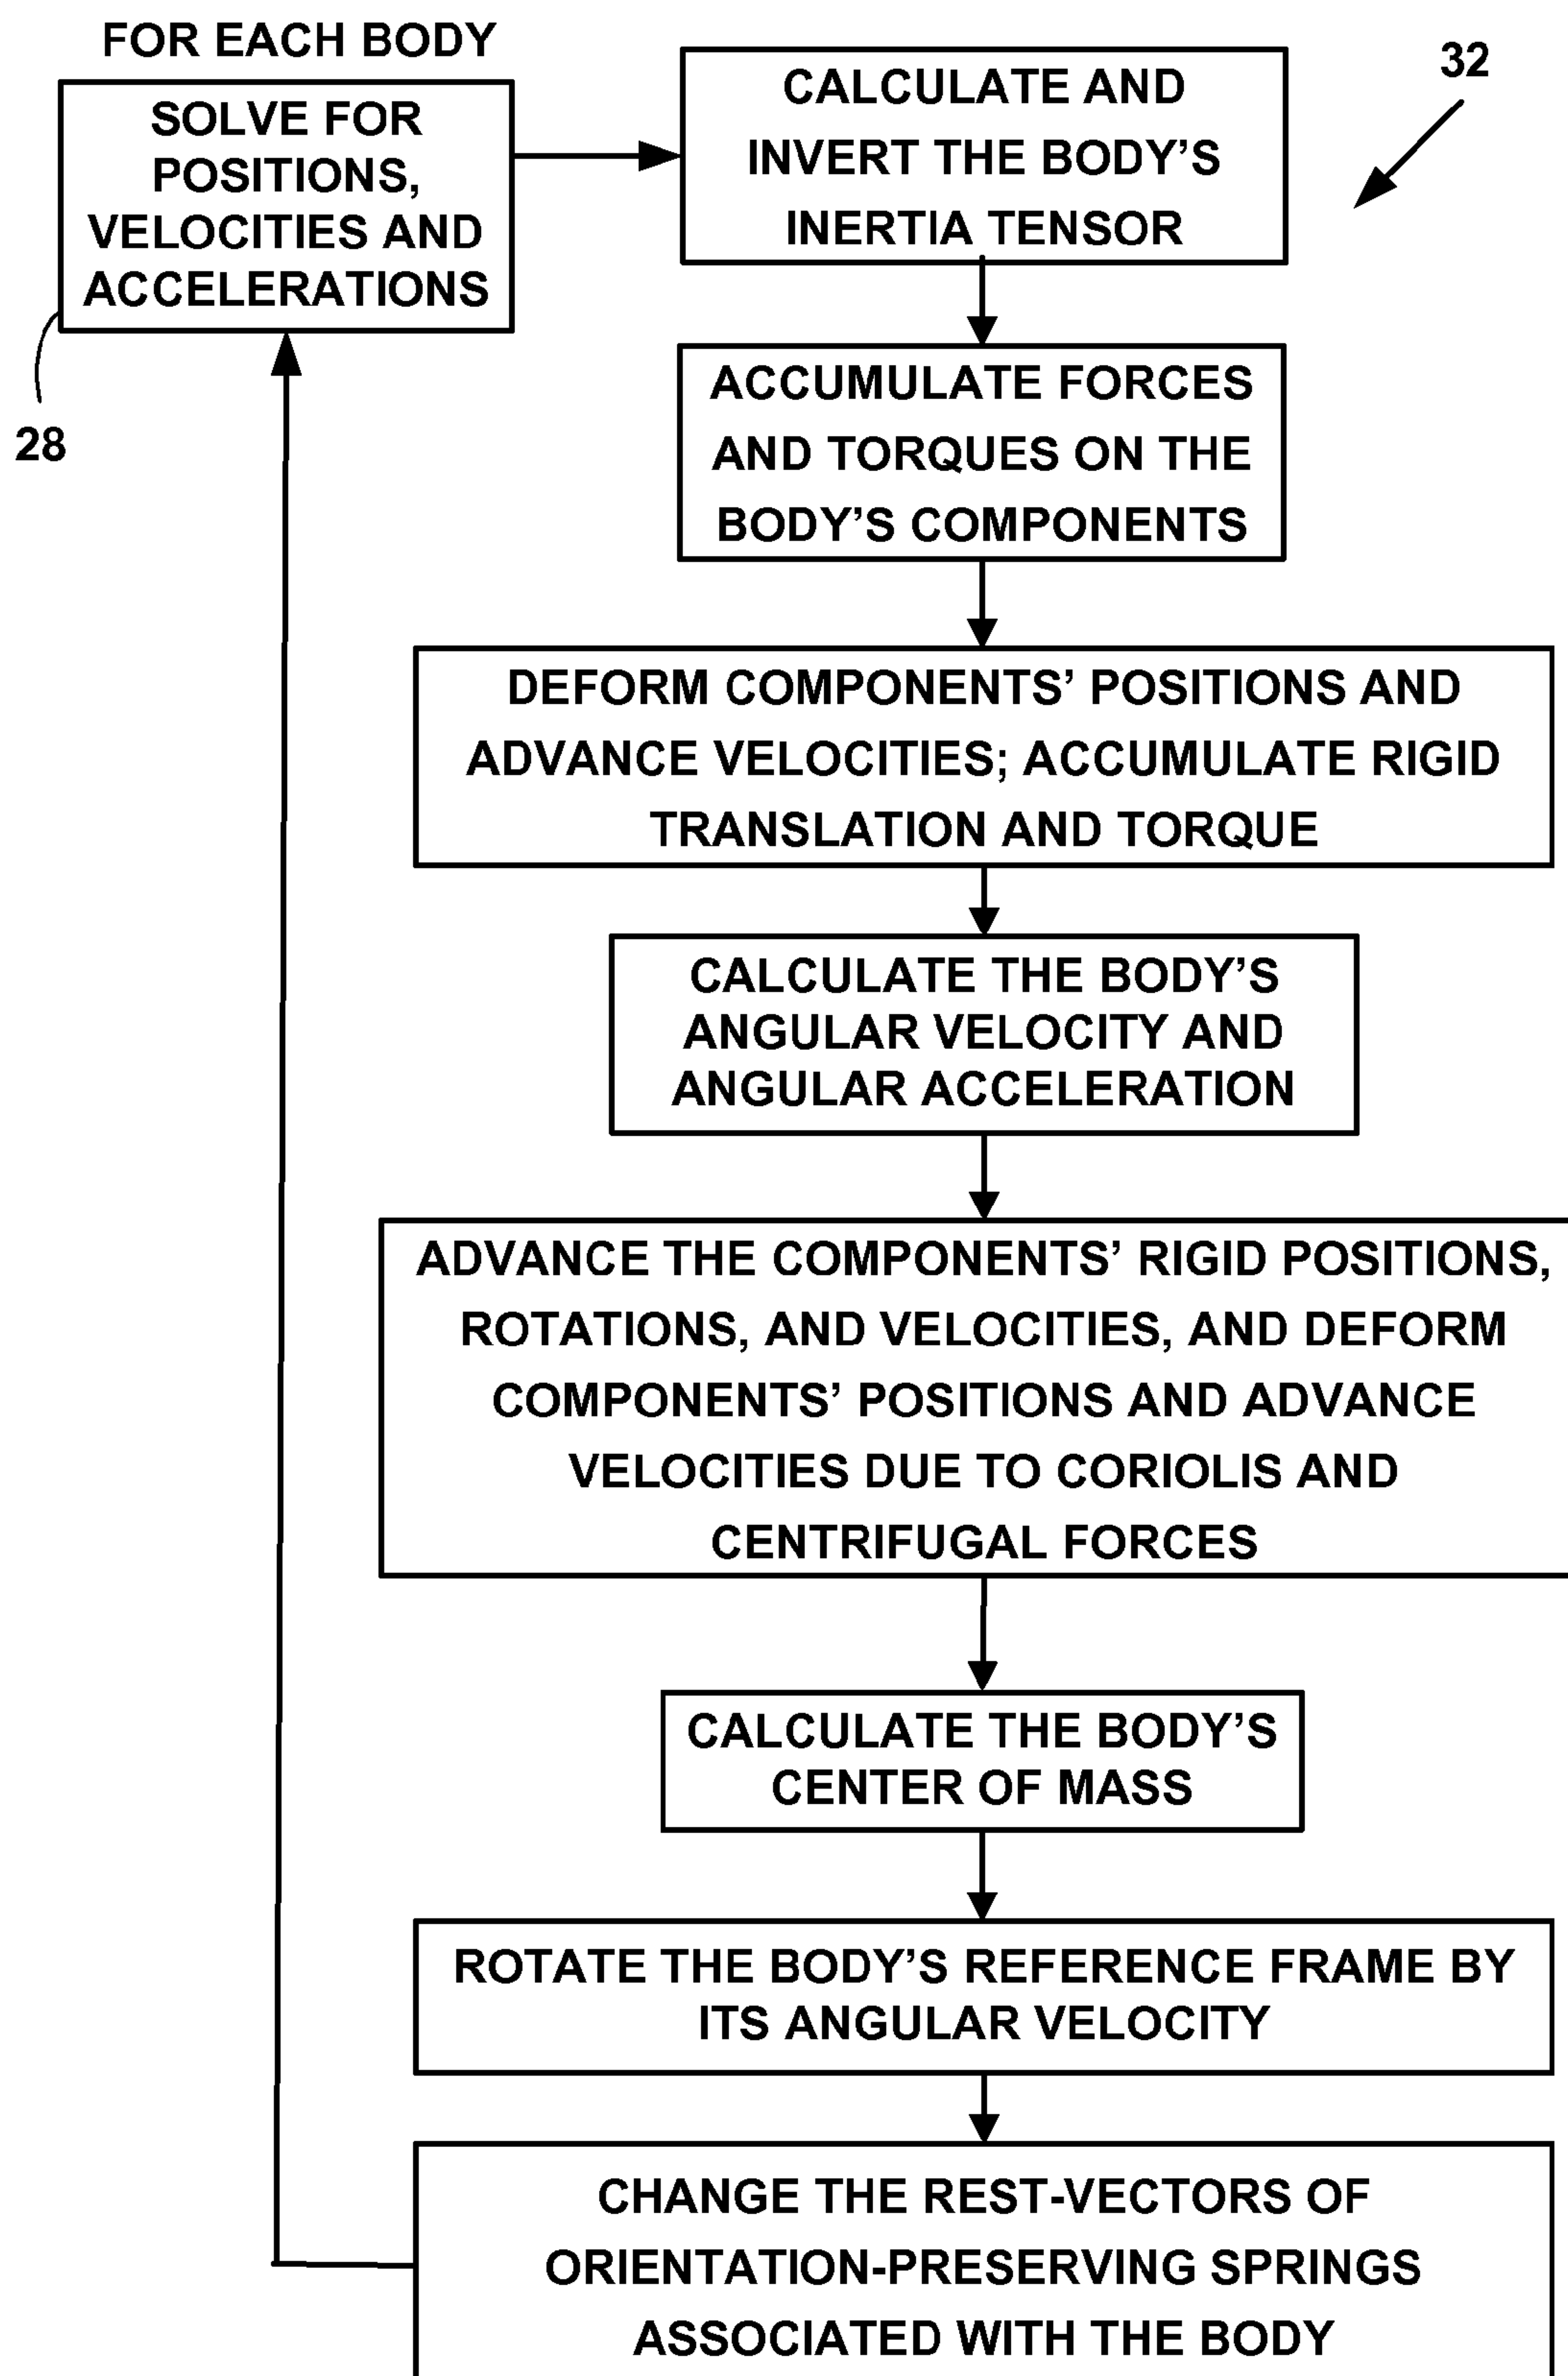 FOR EACH BODY
SOLVE FOR
POSITIONS,
VELOCITIES AND
ACCELERATIONS
28
32
CALCULATE AND
INVERT THE BODY’S
INERTIA TENSOR
ACCUMULATE FORCES
AND TORQUES ON THE
BODY’S COMPONENTS
DEFORM COMPONENTS’ POSITIONS AND
ADVANCE VELOCITIES; ACCUMULATE RIGID
TRANSLATION AND TORQUE
CALCULATE THE BODY’S
ANGULAR VELOCITY AND
ANGULAR ACCELERATION
ADVANCE THE COMPONENTS’ RIGID POSITIONS,
ROTATIONS, AND VELOCITIES, AND DEFORM
COMPONENTS’ POSITIONS AND ADVANCE
VELOCITIES DUE TO CORIOLIS AND
CENTRIFUGAL FORCES
CALCULATE THE BODY’S
CENTER OF MASS
ROTATE THE BODY’S REFERENCE FRAME BY
ITS ANGULAR VELOCITY
CHANGE THE REST-VECTORS OF
ORIENTATION-PRESERVING SPRINGS
ASSOCIATED WITH THE BODY